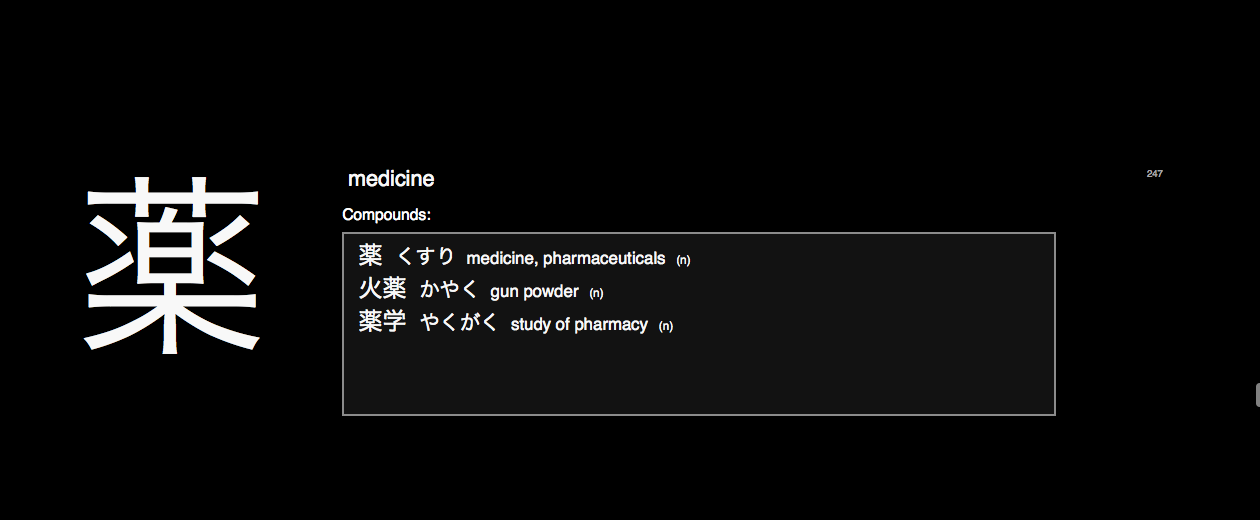 薬
medicine
247
Compounds:
薬 くすり medicine, pharmaceuticals (n)
火薬 かやく gun powder (n)
薬学 やくがく study of pharmacy (n)